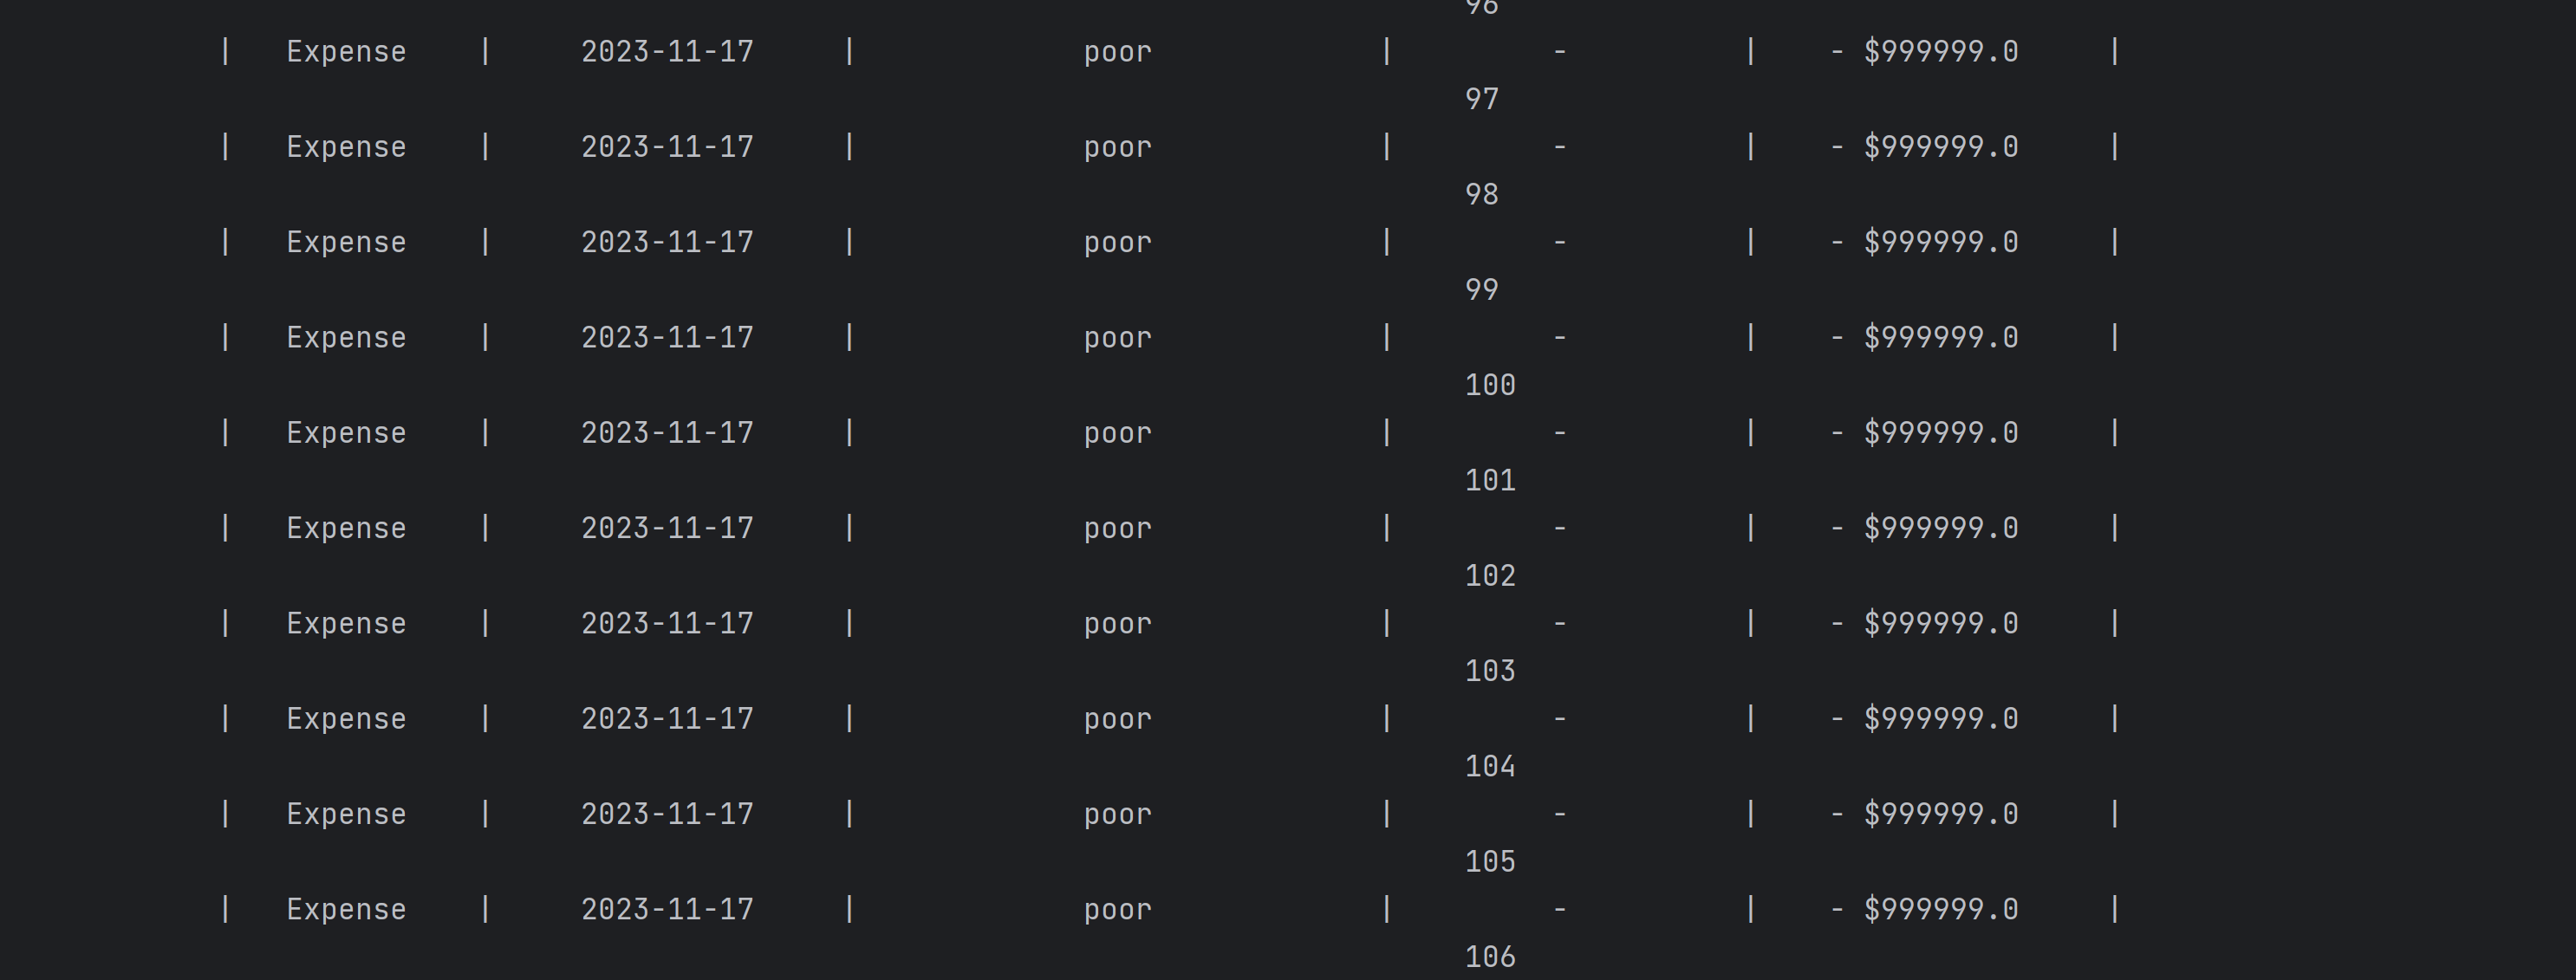 96
| Expense | 2023-11-17 | poor | - | - $999999.0 |
97
| Expense | 2023-11-17 | poor | - | - $999999.0 |
98
| Expense | 2023-11-17 | poor | - | - $999999.0 |
99
| Expense | 2023-11-17 | poor | - | - $999999.0 |
100
| Expense | 2023-11-17 | poor | - | - $999999.0 |
101
| Expense | 2023-11-17 | poor | - | - $999999.0 |
102
| Expense | 2023-11-17 | poor | - | - $999999.0 |
103
| Expense | 2023-11-17 | poor | - | - $999999.0 |
104
| Expense | 2023-11-17 | poor | - | - $999999.0 |
105
| Expense | 2023-11-17 | poor | - | - $999999.0 |
106